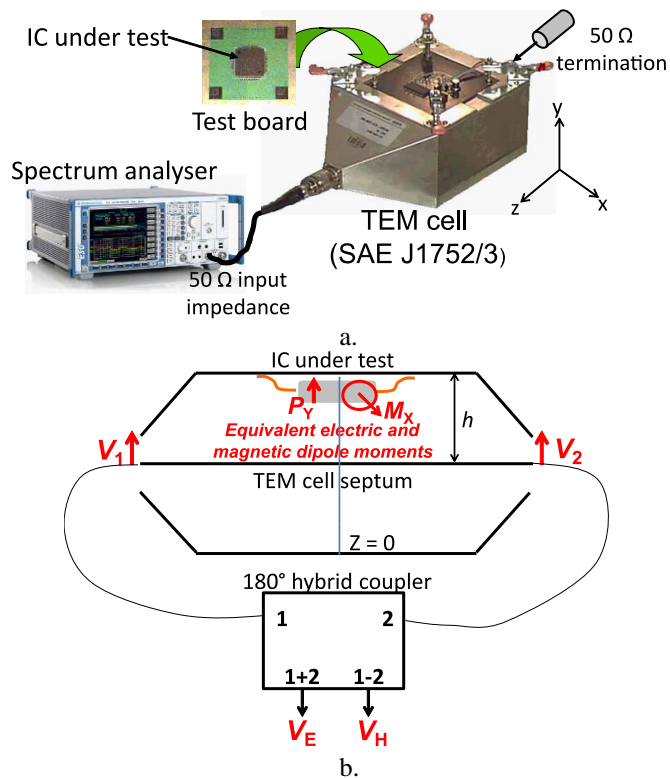 IC under test
Test board
50 Ω
termination
Spectrum analyser
50 Ω input
impedance
TEM cell
(SAE J1752/3)
y
z
x
a.
IC under test
P_Y
M_X
h
Equivalent electric and
magnetic dipole moments
V_1
V_2
TEM cell septum
Z = 0
180° hybrid coupler
1
2
1+2
1-2
V_E
V_H
b.